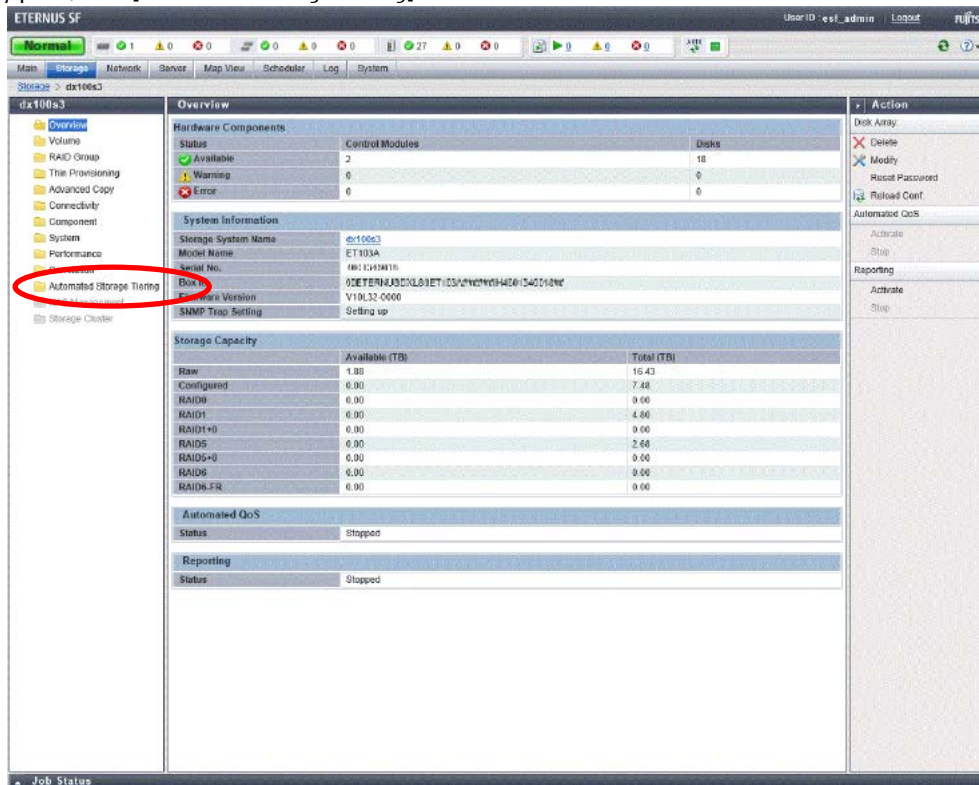 ETERNUS SF
User ID : esf_admin Logout
Normal 1 0 0 0 0 0 27 0 0 0 0 0
Main Storage Network Server Map View Scheduler Log System
Storage > dx100s3
dx100s3
Overview
Volume
RAID Group
Thin Provisioning
Advanced Copy
Connectivity
Component
System
Performance
Automated Storage Tiering
Storage Cluster
Overview
Hardware Components
Status Control Modules Disks
Available 2 18
Warning 0 0
Error 0 0
System Information
Storage System Name dx100s3
Model Name ET103A
Serial No.
Box
Firmware Version V10L32-0000
SNMP Trap Setting Setting up
Storage Capacity
Available (TB) Total (TB)
Raw 1.88 16.43
Configured 0.00 7.48
RAID0 0.00 0.00
RAID1 0.00 4.80
RAID1+0 0.00 0.00
RAID5 0.00 2.68
RAID5+0 0.00 0.00
RAID6 0.00 0.00
RAID6-FR 0.00 0.00
Automated QoS
Status Stopped
Reporting
Status Stopped
Action
Disk Array
Delete
Modify
Reset Password
Reload Conf.
Automated QoS
Activate
Stop
Reporting
Activate
Stop
Job Status